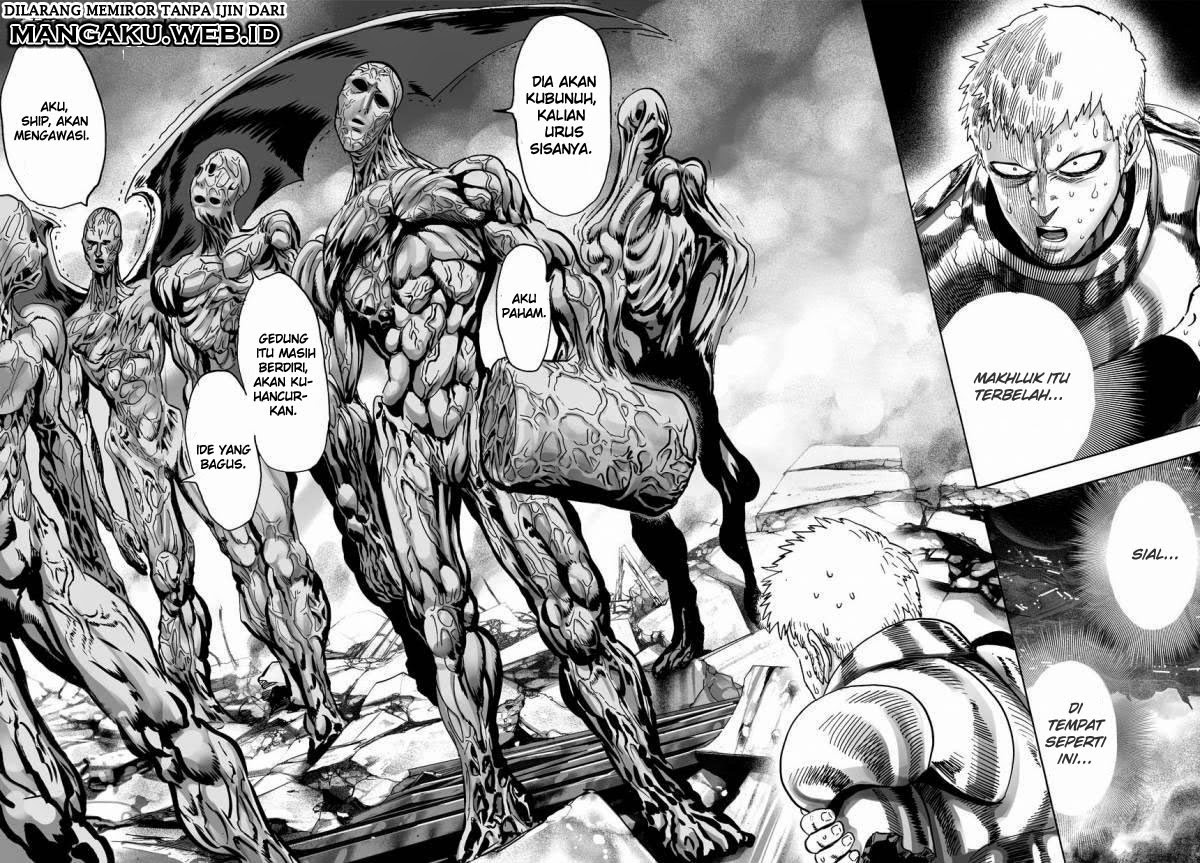 DILARANG MEMIROR TANPA IJIN DARI
MANGAKU.WEB.ID
MAKHLUK ITU
TERBELAH...
SIAL...
DI
TEMPAT
SEPERTI
INI...
DIA AKAN
KUBUNUH,
KALIAN
URUS
SISANYA.
AKU
PAHAM.
GEDUNG
ITU MASIH
BERDIRI,
AKAN KU-
HANCUR-
KAN.
IDE YANG
BAGUS.
AKU,
SHIP, AKAN
MENGAWASI.